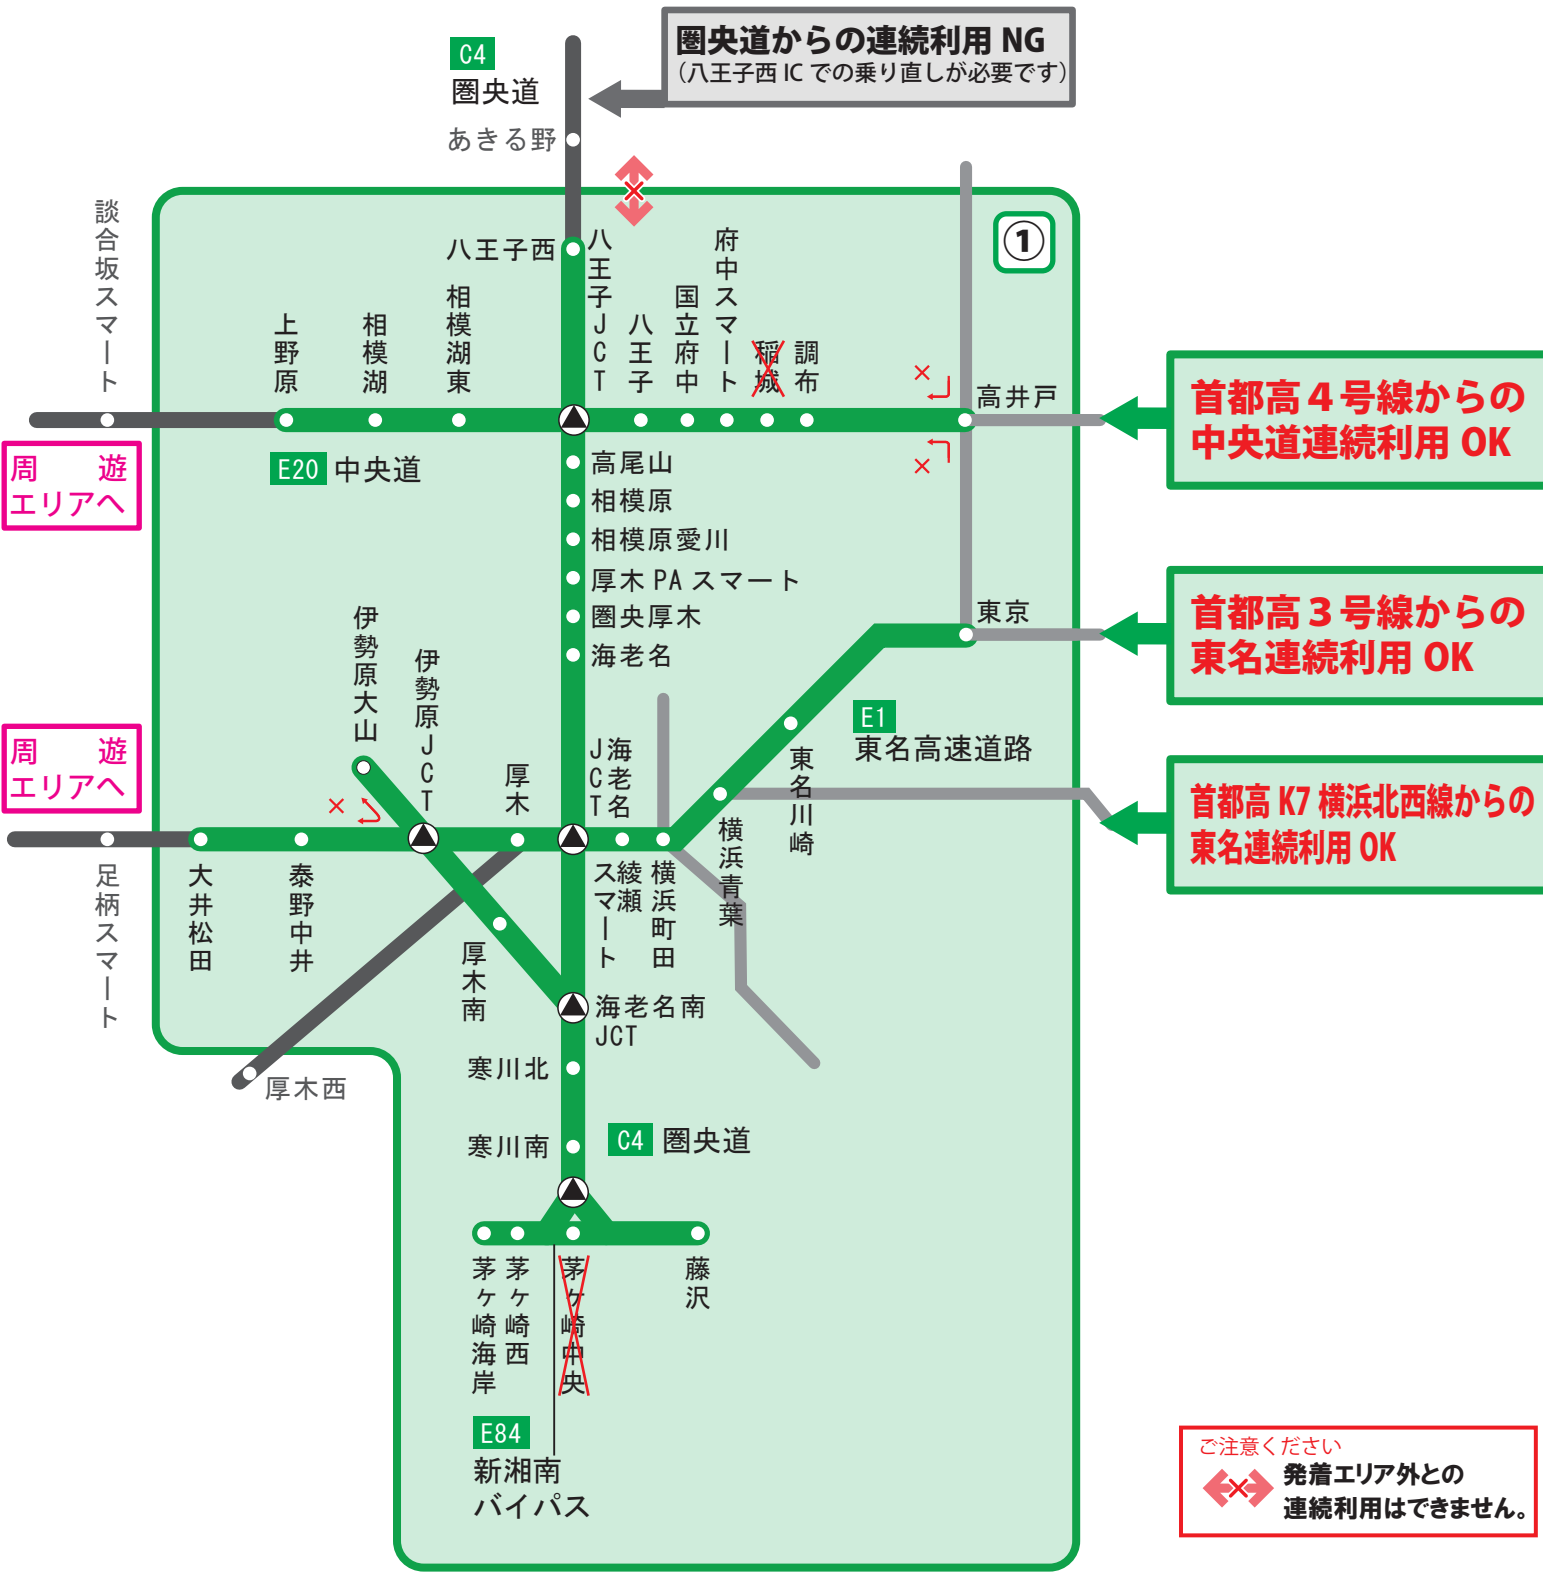 圏央道からの連続利用 NG
（八王子西 IC での乗り直しが必要です）
C4
圏央道
あきる野
①
談合坂スマート
八王子西
八王子JCT
上野原
相模湖
相模湖東
八王子
国立府中
府中スマート
稲城
調布
高井戸
首都高４号線からの
中央道連続利用 OK
周　遊
エリアへ
E20 中央道
高尾山
相模原
相模原愛川
厚木 PA スマート
圏央厚木
海老名
東京
首都高３号線からの
東名連続利用 OK
伊勢原大山
伊勢原JCT
厚木
海老名
JCT
E1
東名高速道路
東名川崎
横浜青葉
首都高 K7 横浜北西線からの
東名連続利用 OK
周　遊
エリアへ
足柄スマート
大井松田
秦野中井
厚木南
綾瀬
スマート
横浜町田
海老名南
JCT
厚木西
寒川北
寒川南
C4 圏央道
茅ヶ崎海岸
茅ヶ崎西
茅ヶ崎中央
藤沢
E84
新湘南
バイパス
ご注意ください
発着エリア外との
連続利用はできません。